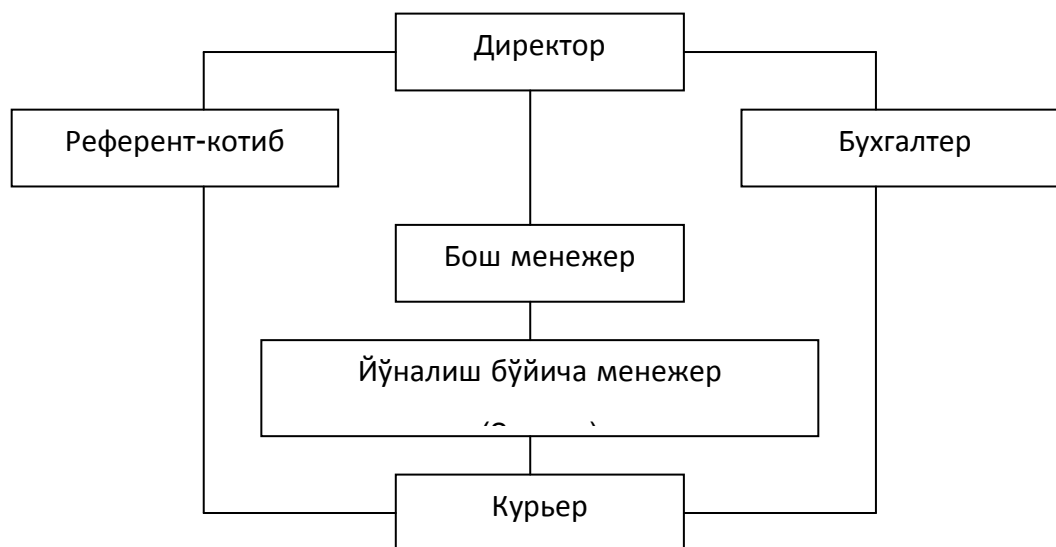 Директор
Референт-котиб
Бухгалтер
Бош менежер
Йўналиш бўйича менежер
Курьер